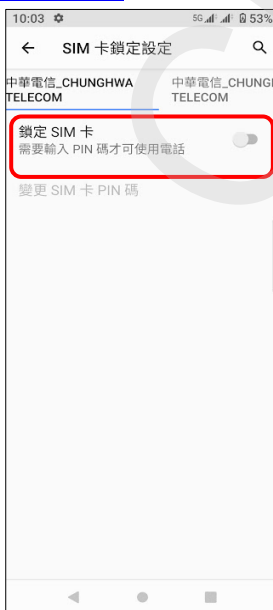 10:03 5G 53%
SIM 卡鎖定設定
中華電信_CHUNGHWA
TELECOM
中華電信_CHUNG
TELECOM
鎖定 SIM 卡
需要輸入 PIN 碼才可使用電話
變更 SIM 卡 PIN 碼